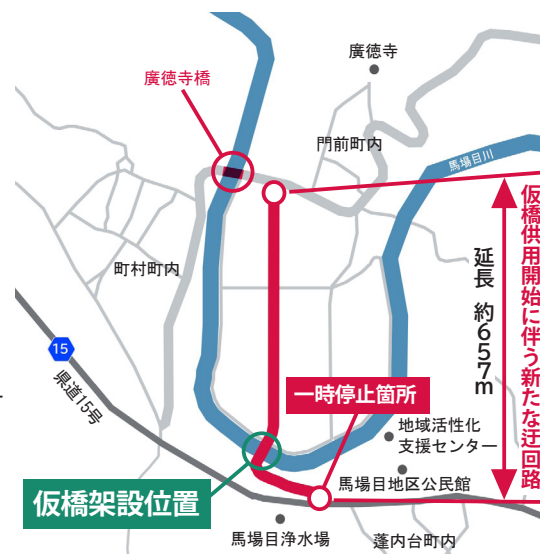 廣徳寺
廣徳寺橋
門前町内
馬場目川
仮橋供用開始に伴う新たな迂回路
延長 約657m
町村町内
15
県道15号
一時停止箇所
地域活性化
支援センター
馬場目地区公民館
仮橋架設位置
馬場目浄水場
蓬内台町内